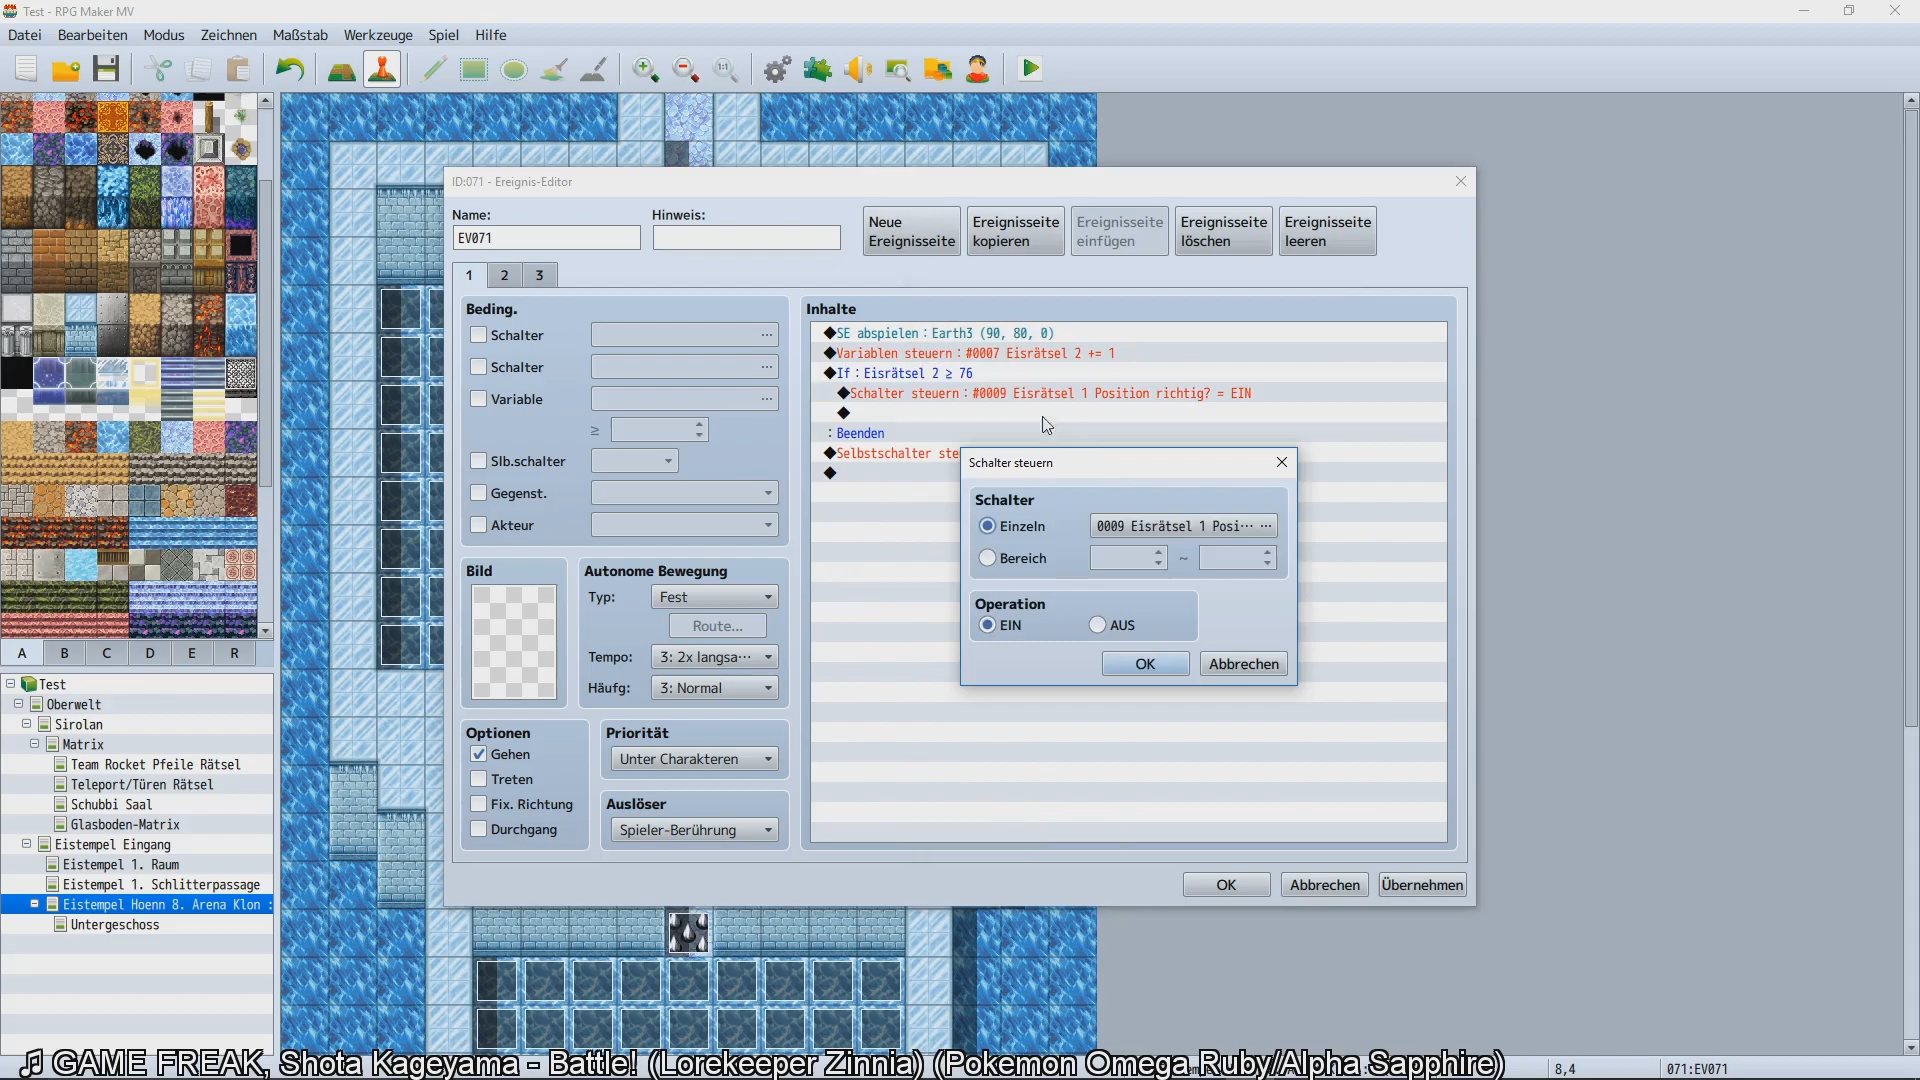 Test - RPG Maker MV
Datei Bearbeiten Modus Zeichnen Maßstab Werkzeuge Spiel Hilfe
1:1
ID:071 - Ereignis-Editor
Name: Hinweis:
EV071
Neue Ereignisseite
Ereignisseite kopieren
Ereignisseite einfügen
Ereignisseite löschen
Ereignisseite leeren
1 2 3
Beding.
Schalter ...
Schalter ...
Variable ...
≥
Slb.schalter
Gegenst.
Akteur
Bild
Autonome Bewegung
Typ: Fest
Route...
Tempo: 3: 2x langsa...
Häufg: 3: Normal
Optionen
Gehen
Treten
Fix. Richtung
Durchgang
Priorität
Unter Charakteren
Auslöser
Spieler-Berührung
Inhalte
◆SE abspielen : Earth3 (90, 80, 0)
◆Variablen steuern : #0007 Eisrätsel 2 += 1
◆If : Eisrätsel 2 ≥ 76
◆Schalter steuern : #0009 Eisrätsel 1 Position richtig? = EIN
◆
: Beenden
◆Selbstschalter ste
◆
Schalter steuern
Schalter
Einzeln 0009 Eisrätsel 1 Posi... ...
Bereich ~
Operation
EIN AUS
OK Abbrechen
OK Abbrechen Übernehmen
A B C D E R
Test
Oberwelt
Sirolan
Matrix
Team Rocket Pfeile Rätsel
Teleport/Türen Rätsel
Schubbi Saal
Glasboden-Matrix
Eistempel Eingang
Eistempel 1. Raum
Eistempel 1. Schlitterpassage
Eistempel Hoenn 8. Arena Klon :
Untergeschoss
♫ GAME FREAK, Shota Kageyama - Battle! (Lorekeeper Zinnia) (Pokemon Omega Ruby/Alpha Sapphire)
8,4 071:EV071